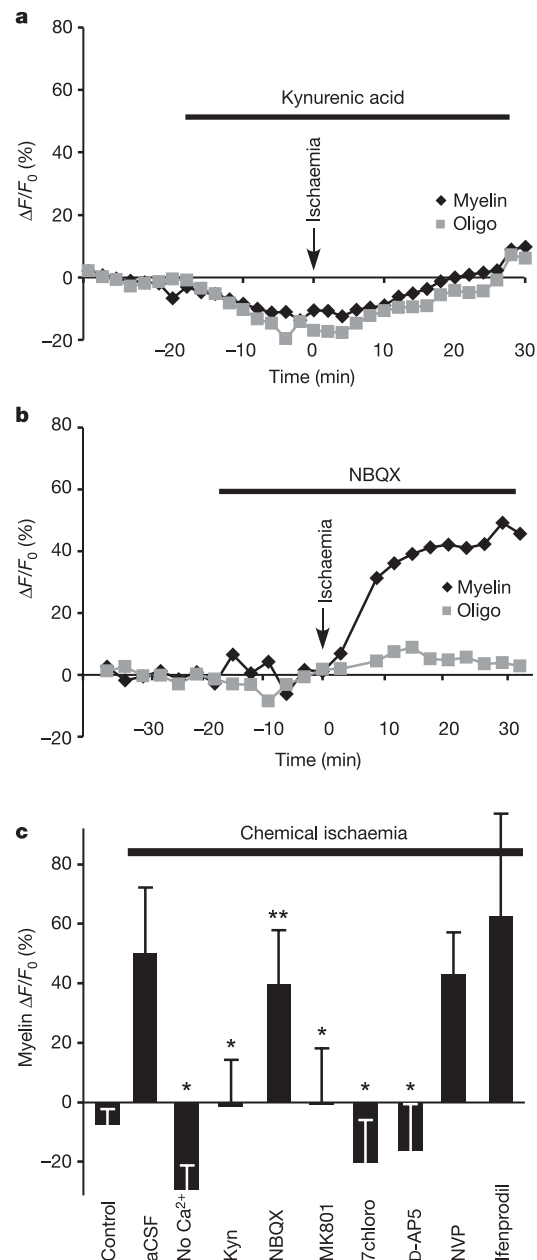 a
80
60
40
20
0
–20
ΔF/F0 (%)
Kynurenic acid
Ischaemia
Myelin
Oligo
–20 –10 0 10 20 30
Time (min)
b
80
60
40
20
0
–20
ΔF/F0 (%)
NBQX
Ischaemia
Myelin
Oligo
–30 –20 –10 0 10 20 30
Time (min)
c
Chemical ischaemia
80
60
40
20
0
–20
Myelin ΔF/F0 (%)
*
*
**
*
*
*
Control
aCSF
No Ca2+
Kyn
NBQX
MK801
7chloro
D-AP5
NVP
Ifenprodil